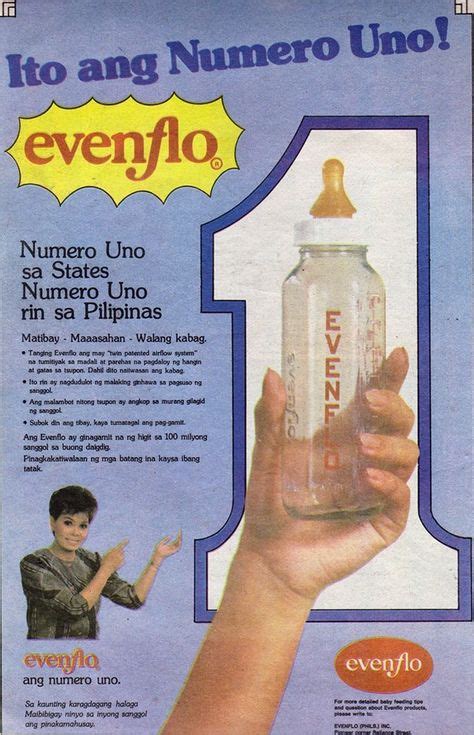 Ito ang Numero Uno!
evenflo®
Numero Uno
sa States
Numero Uno
rin sa Pilipinas
Matibay - Maaasahan - Walang kabag.
• Tanging Evenflo ang may "twin patented airflow system"
na tumitiyak sa madali at parehas na pagdaloy ng hangin
at gatas sa tsupon. Dahil dito naiwasan ang kabag.
• Ito rin ay nagdudulot ng malaking ginhawa sa pagsuso ng
sanggol.
• Ang malambot nitong tsupon ay angkop sa murang gilagid
ng sanggol.
• Subok din ang tibay, kaya tumatagal ang pag-gamit.
Ang Evenflo ay ginagamit na ng higit sa 100 milyong
sanggol sa buong daigdig.
Pinagkakatiwalaan ng mga batang ina kaysa ibang
tatak.
EVENFLO
evenflo
ang numero uno.
Sa kaunting karagdagang halaga
Maibibigay ninyo sa inyong sanggol
ang pinakamahusay.
evenflo
For more detailed baby feeding tips
and question about Evenflo products,
please write to:
EVENFLO (PHILS.) INC.
Pioneer corner Reliance Street,